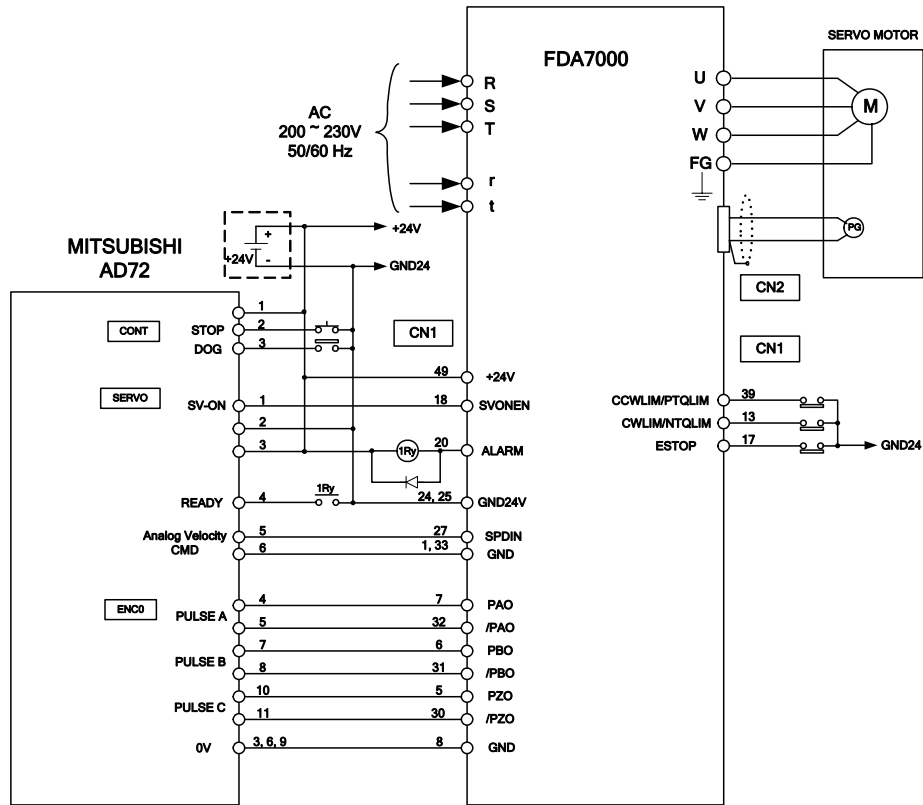 SERVO MOTOR
FDA7000
U
V
W
FG
M
PG
CN2
CN1
AC
200 ~ 230V
50/60 Hz
R
S
T
r
t
+24V
+
-
+24V
GND24
MITSUBISHI
AD72
CONT
1
STOP 2
DOG 3
CN1
49 +24V
SERVO
SV-ON 1 18 SVONEN
2
3 1Ry 20 ALARM
READY 4 1Ry 24, 25 GND24V
Analog Velocity
CMD
5 27 SPDIN
6 1, 33 GND
ENC0
PULSE A
4 7 PAO
5 32 /PAO
PULSE B
7 6 PBO
8 31 /PBO
PULSE C
10 5 PZO
11 30 /PZO
0V 3, 6, 9 8 GND
CCWLIM/PTQLIM 39
CWLIM/NTQLIM 13
ESTOP 17
GND24